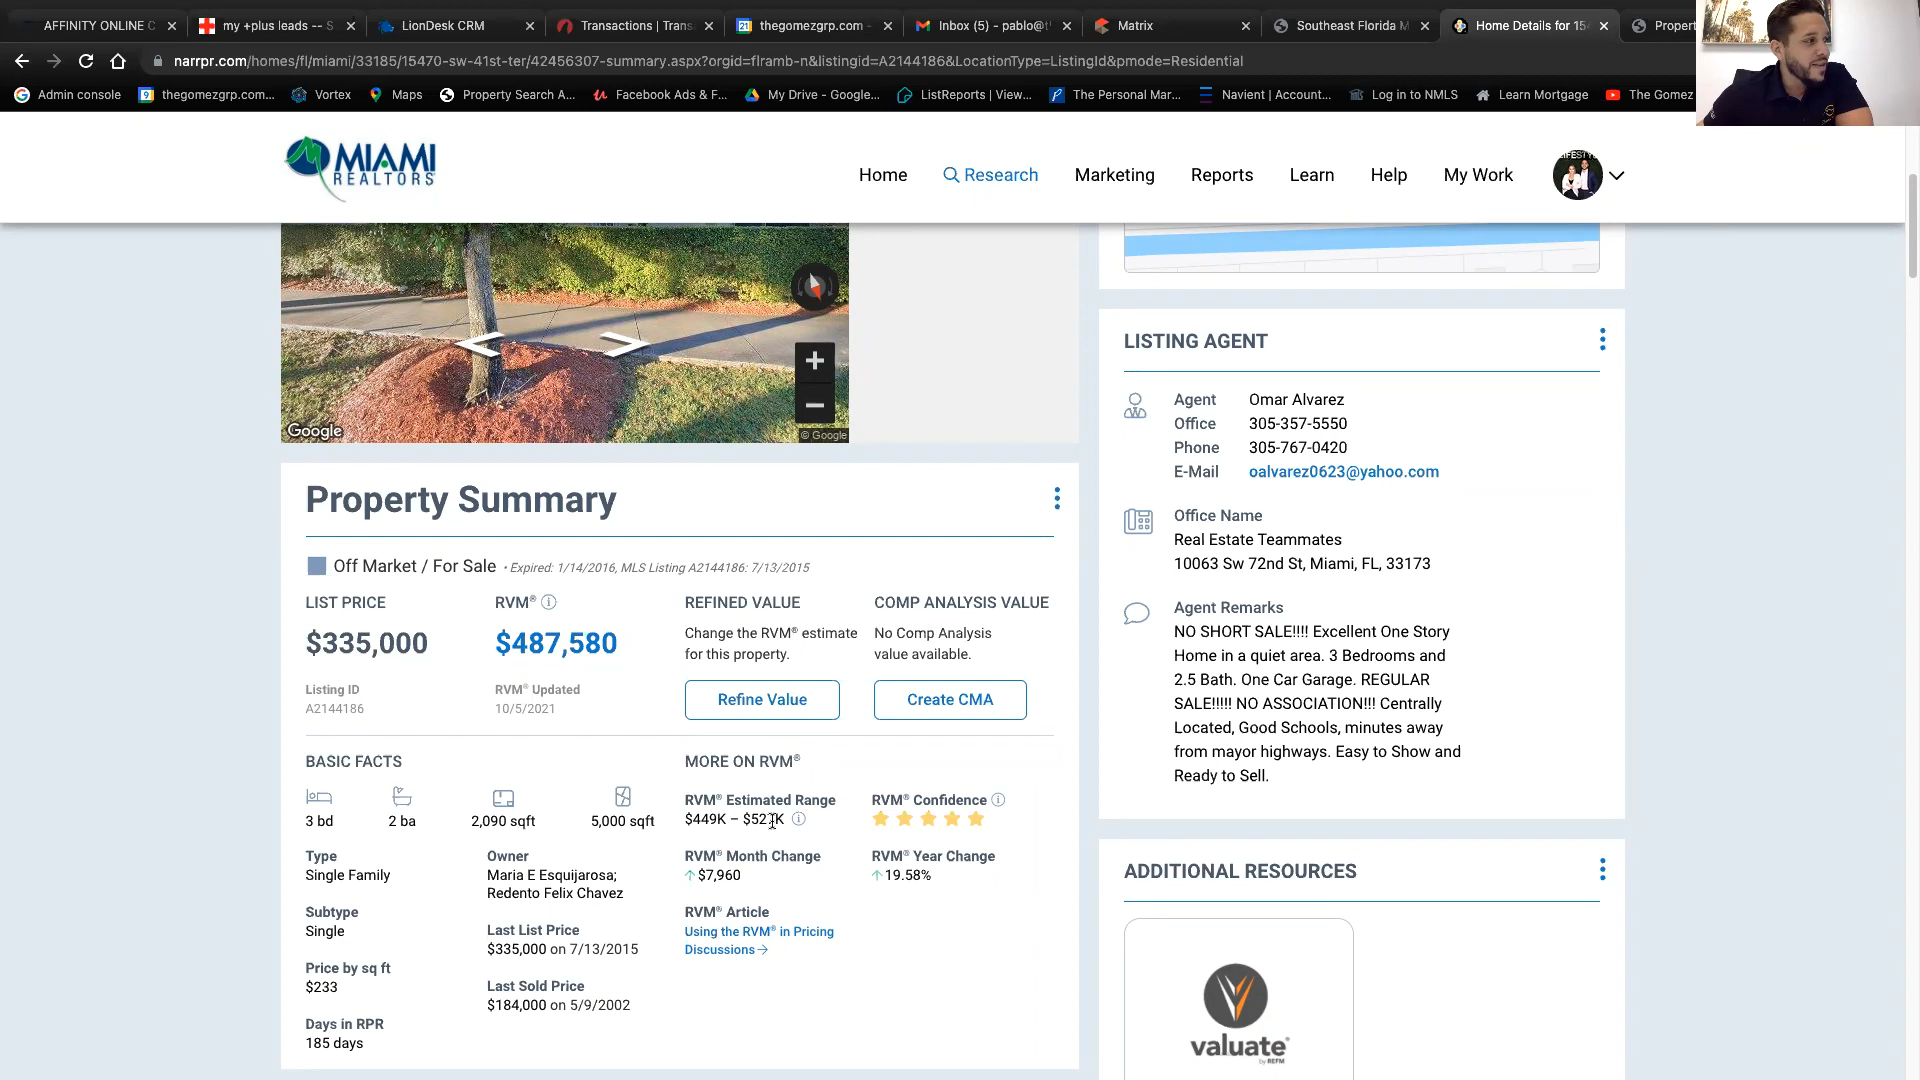 AFFINITY ONLINE C
my +plus leads -- S
LionDesk CRM
Transactions | Trans
thegomezgrp.com -
Inbox (5) - pablo@t
Matrix
Southeast Florida M
Home Details for 154
Propert
narrpr.com/homes/fl/miami/33185/15470-sw-41st-ter/42456307-summary.aspx?orgid=flramb-n&listingid=A2144186&LocationType=ListingId&pmode=Residential
Admin console
thegomezgrp.com...
Vortex
Maps
Property Search A...
Facebook Ads & F...
My Drive - Google...
ListReports | View...
The Personal Mar...
Navient | Account...
Log in to NMLS
Learn Mortgage
The Gomez
MIAMI
REALTORS
Home
Research
Marketing
Reports
Learn
Help
My Work
Google
© Google
Property Summary
Off Market / For Sale • Expired: 1/14/2016, MLS Listing A2144186: 7/13/2015
LIST PRICE
$335,000
Listing ID
A2144186
RVM®
$487,580
RVM® Updated
10/5/2021
REFINED VALUE
Change the RVM® estimate
for this property.
Refine Value
COMP ANALYSIS VALUE
No Comp Analysis
value available.
Create CMA
BASIC FACTS
3 bd
2 ba
2,090 sqft
5,000 sqft
Type
Single Family
Subtype
Single
Price by sq ft
$233
Days in RPR
185 days
Owner
Maria E Esquijarosa;
Redento Felix Chavez
Last List Price
$335,000 on 7/13/2015
Last Sold Price
$184,000 on 5/9/2002
MORE ON RVM®
RVM® Estimated Range
$449K –
RVM® Confidence
RVM® Month Change
$7,960
RVM® Year Change
19.58%
RVM® Article
Using the RVM® in Pricing
Discussions
LISTING AGENT
Agent Omar Alvarez
Office 305-357-5550
Phone 305-767-0420
E-Mail oalvarez0623@yahoo.com
Office Name
Real Estate Teammates
10063 Sw 72nd St, Miami, FL, 33173
Agent Remarks
NO SHORT SALE!!!! Excellent One Story
Home in a quiet area. 3 Bedrooms and
2.5 Bath. One Car Garage. REGULAR
SALE!!!!! NO ASSOCIATION!!! Centrally
Located, Good Schools, minutes away
from mayor highways. Easy to Show and
Ready to Sell.
ADDITIONAL RESOURCES
valuate®
by REFM